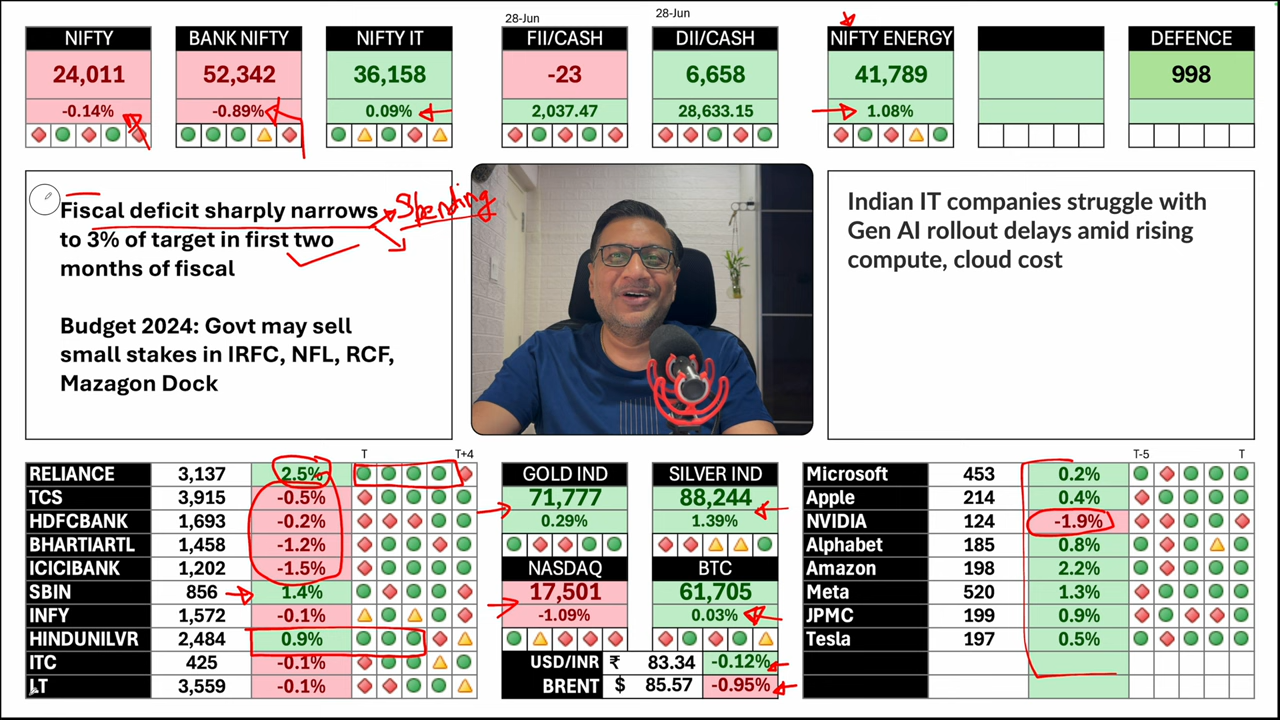 28-Jun
28-Jun
NIFTY
BANK NIFTY
NIFTY IT
FII/CASH
DII/CASH
NIFTY ENERGY
DEFENCE
24,011
52,342
36,158
-23
6,658
41,789
998
-0.14%
-0.89%
0.09%
2,037.47
28,633.15
1.08%
Fiscal deficit sharply narrows
Spending
to 3% of target in first two
months of fiscal
Budget 2024: Govt may sell
small stakes in IRFC, NFL, RCF,
Mazagon Dock
Indian IT companies struggle with
Gen AI rollout delays amid rising
compute, cloud cost
T T+4
RELIANCE 3,137 2.5%
TCS 3,915 -0.5%
HDFCBANK 1,693 -0.2%
BHARTIARTL 1,458 -1.2%
ICICIBANK 1,202 -1.5%
SBIN 856 1.4%
INFY 1,572 -0.1%
HINDUNILVR 2,484 0.9%
ITC 425 -0.1%
LT 3,559 -0.1%
GOLD IND
71,777
0.29%
SILVER IND
88,244
1.39%
NASDAQ
17,501
-1.09%
BTC
61,705
0.03%
USD/INR ₹ 83.34 -0.12%
BRENT $ 85.57 -0.95%
T-5 T
Microsoft 453 0.2%
Apple 214 0.4%
NVIDIA 124 -1.9%
Alphabet 185 0.8%
Amazon 198 2.2%
Meta 520 1.3%
JPMC 199 0.9%
Tesla 197 0.5%